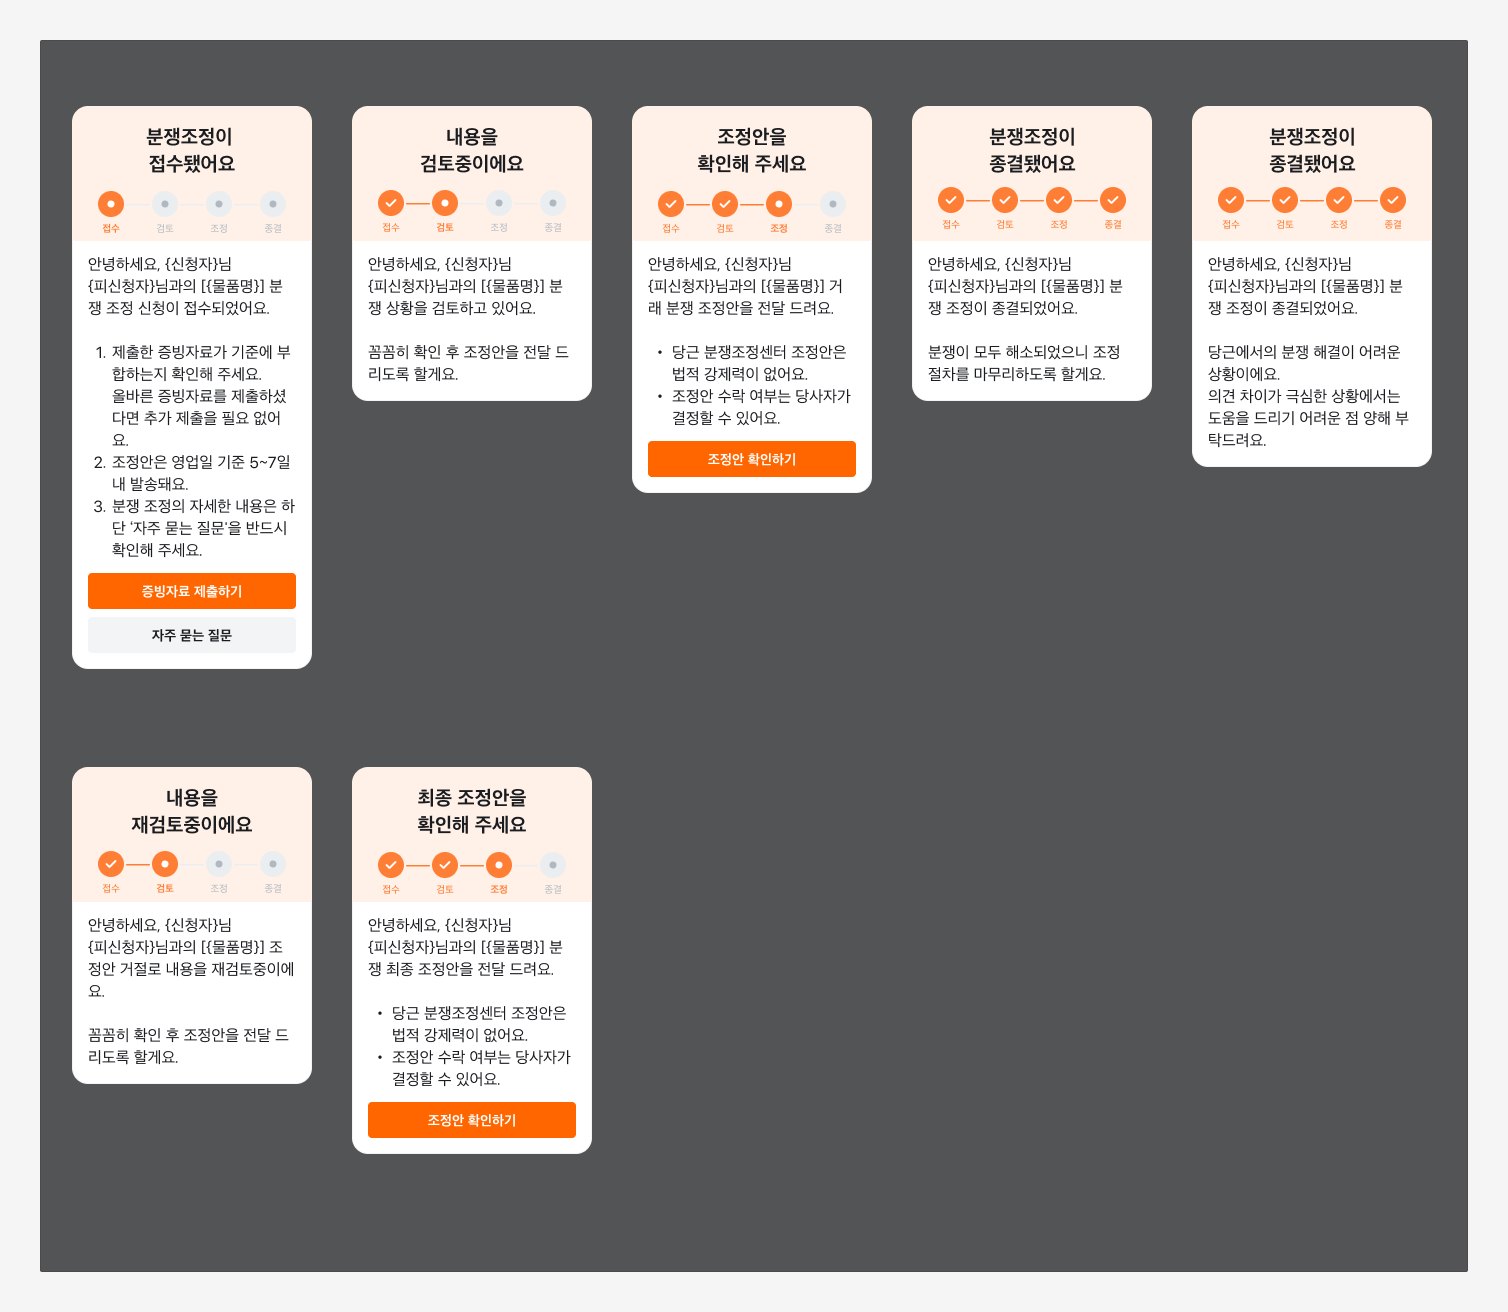 분쟁조정이
접수됐어요
접수 검토 조정 종결
안녕하세요, {신청자}님
{피신청자}님과의 [{물품명}] 분
쟁 조정 신청이 접수되었어요.
1. 제출한 증빙자료가 기준에 부
합하는지 확인해 주세요.
올바른 증빙자료를 제출하셨
다면 추가 제출을 필요 없어
요.
2. 조정안은 영업일 기준 5~7일
내 발송돼요.
3. 분쟁 조정의 자세한 내용은 하
단 ‘자주 묻는 질문’을 반드시
확인해 주세요.
증빙자료 제출하기
자주 묻는 질문
내용을
검토중이에요
접수 검토 조정 종결
안녕하세요, {신청자}님
{피신청자}님과의 [{물품명}] 분
쟁 상황을 검토하고 있어요.
꼼꼼히 확인 후 조정안을 전달 드
리도록 할게요.
조정안을
확인해 주세요
접수 검토 조정 종결
안녕하세요, {신청자}님
{피신청자}님과의 [{물품명}] 거
래 분쟁 조정안을 전달 드려요.
• 당근 분쟁조정센터 조정안은
법적 강제력이 없어요.
• 조정안 수락 여부는 당사자가
결정할 수 있어요.
조정안 확인하기
분쟁조정이
종결됐어요
접수 검토 조정 종결
안녕하세요, {신청자}님
{피신청자}님과의 [{물품명}] 분
쟁 조정이 종결되었어요.
분쟁이 모두 해소되었으니 조정
절차를 마무리하도록 할게요.
분쟁조정이
종결됐어요
접수 검토 조정 종결
안녕하세요, {신청자}님
{피신청자}님과의 [{물품명}] 분
쟁 조정이 종결되었어요.
당근에서의 분쟁 해결이 어려운
상황이에요.
의견 차이가 극심한 상황에서는
도움을 드리기 어려운 점 양해 부
탁드려요.
내용을
재검토중이에요
접수 검토 조정 종결
안녕하세요, {신청자}님
{피신청자}님과의 [{물품명}] 조
정안 거절로 내용을 재검토중이에
요.
꼼꼼히 확인 후 조정안을 전달 드
리도록 할게요.
최종 조정안을
확인해 주세요
접수 검토 조정 종결
안녕하세요, {신청자}님
{피신청자}님과의 [{물품명}] 분
쟁 최종 조정안을 전달 드려요.
• 당근 분쟁조정센터 조정안은
법적 강제력이 없어요.
• 조정안 수락 여부는 당사자가
결정할 수 있어요.
조정안 확인하기